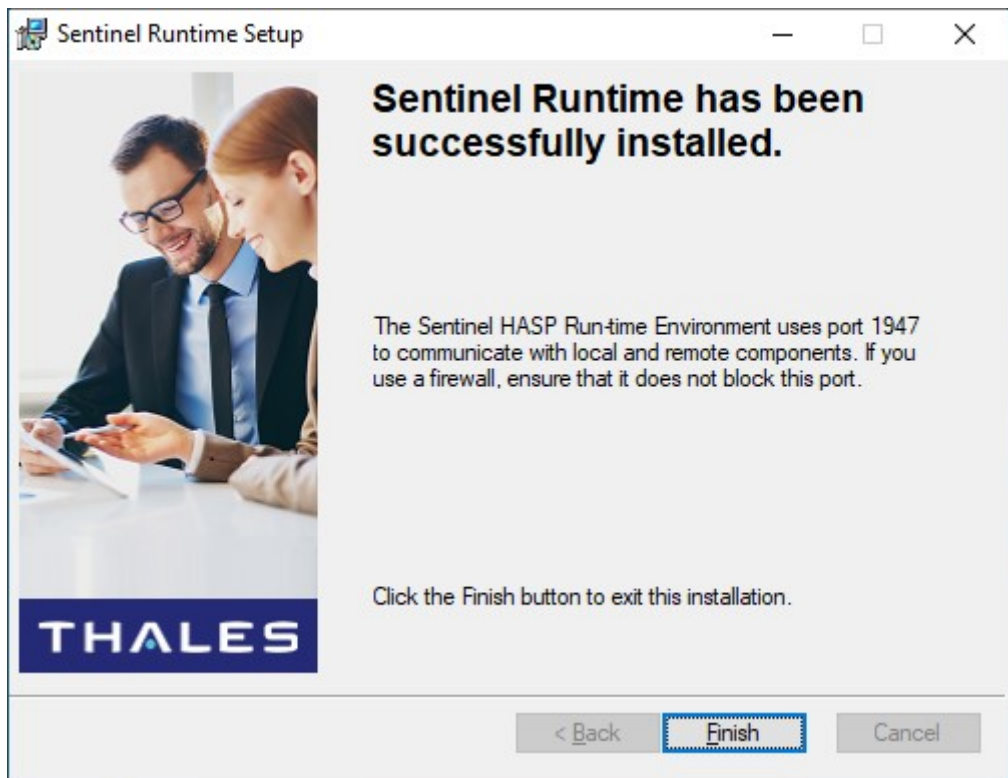 Sentinel Runtime Setup
Sentinel Runtime has been
successfully installed.
The Sentinel HASP Run-time Environment uses port 1947
to communicate with local and remote components. If you
use a firewall, ensure that it does not block this port.
Click the Finish button to exit this installation.
THALES
< Back
Finish
Cancel